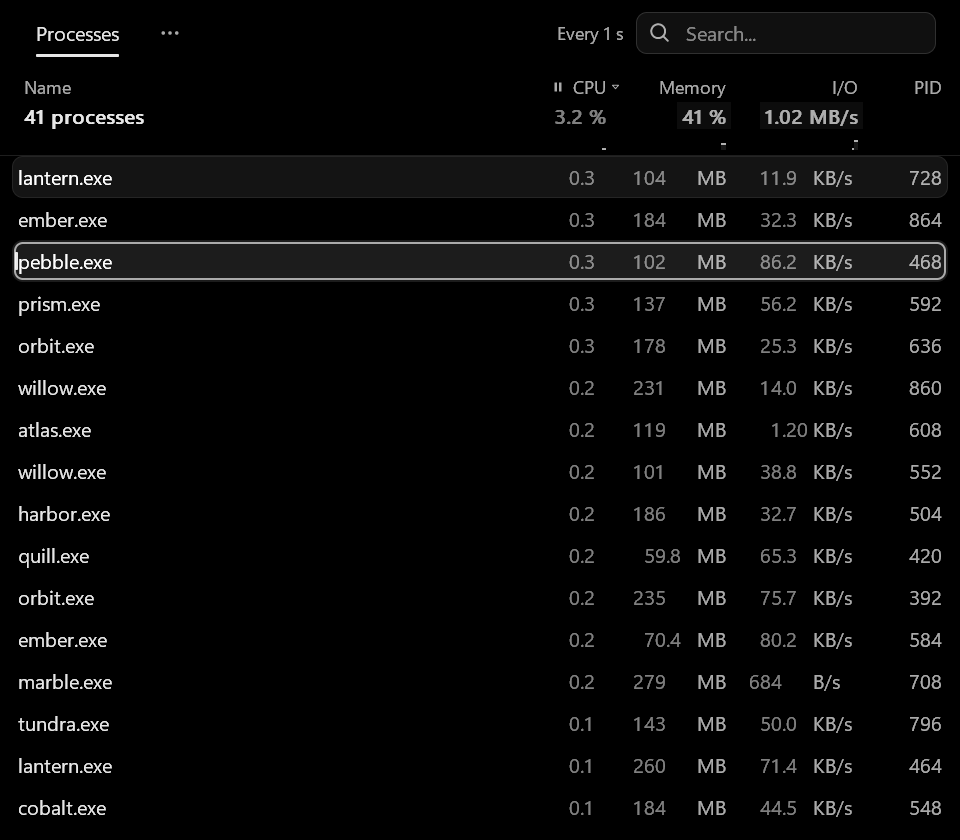 Processes ··· Every 1 s Search...
Name CPU Memory I/O PID
41 processes 3.2 % 41 % 1.02 MB/s
lantern.exe 0.3 104 MB 11.9 KB/s 728
ember.exe 0.3 184 MB 32.3 KB/s 864
pebble.exe 0.3 102 MB 86.2 KB/s 468
prism.exe 0.3 137 MB 56.2 KB/s 592
orbit.exe 0.3 178 MB 25.3 KB/s 636
willow.exe 0.2 231 MB 14.0 KB/s 860
atlas.exe 0.2 119 MB 1.20 KB/s 608
willow.exe 0.2 101 MB 38.8 KB/s 552
harbor.exe 0.2 186 MB 32.7 KB/s 504
quill.exe 0.2 59.8 MB 65.3 KB/s 420
orbit.exe 0.2 235 MB 75.7 KB/s 392
ember.exe 0.2 70.4 MB 80.2 KB/s 584
marble.exe 0.2 279 MB 684 B/s 708
tundra.exe 0.1 143 MB 50.0 KB/s 796
lantern.exe 0.1 260 MB 71.4 KB/s 464
cobalt.exe 0.1 184 MB 44.5 KB/s 548